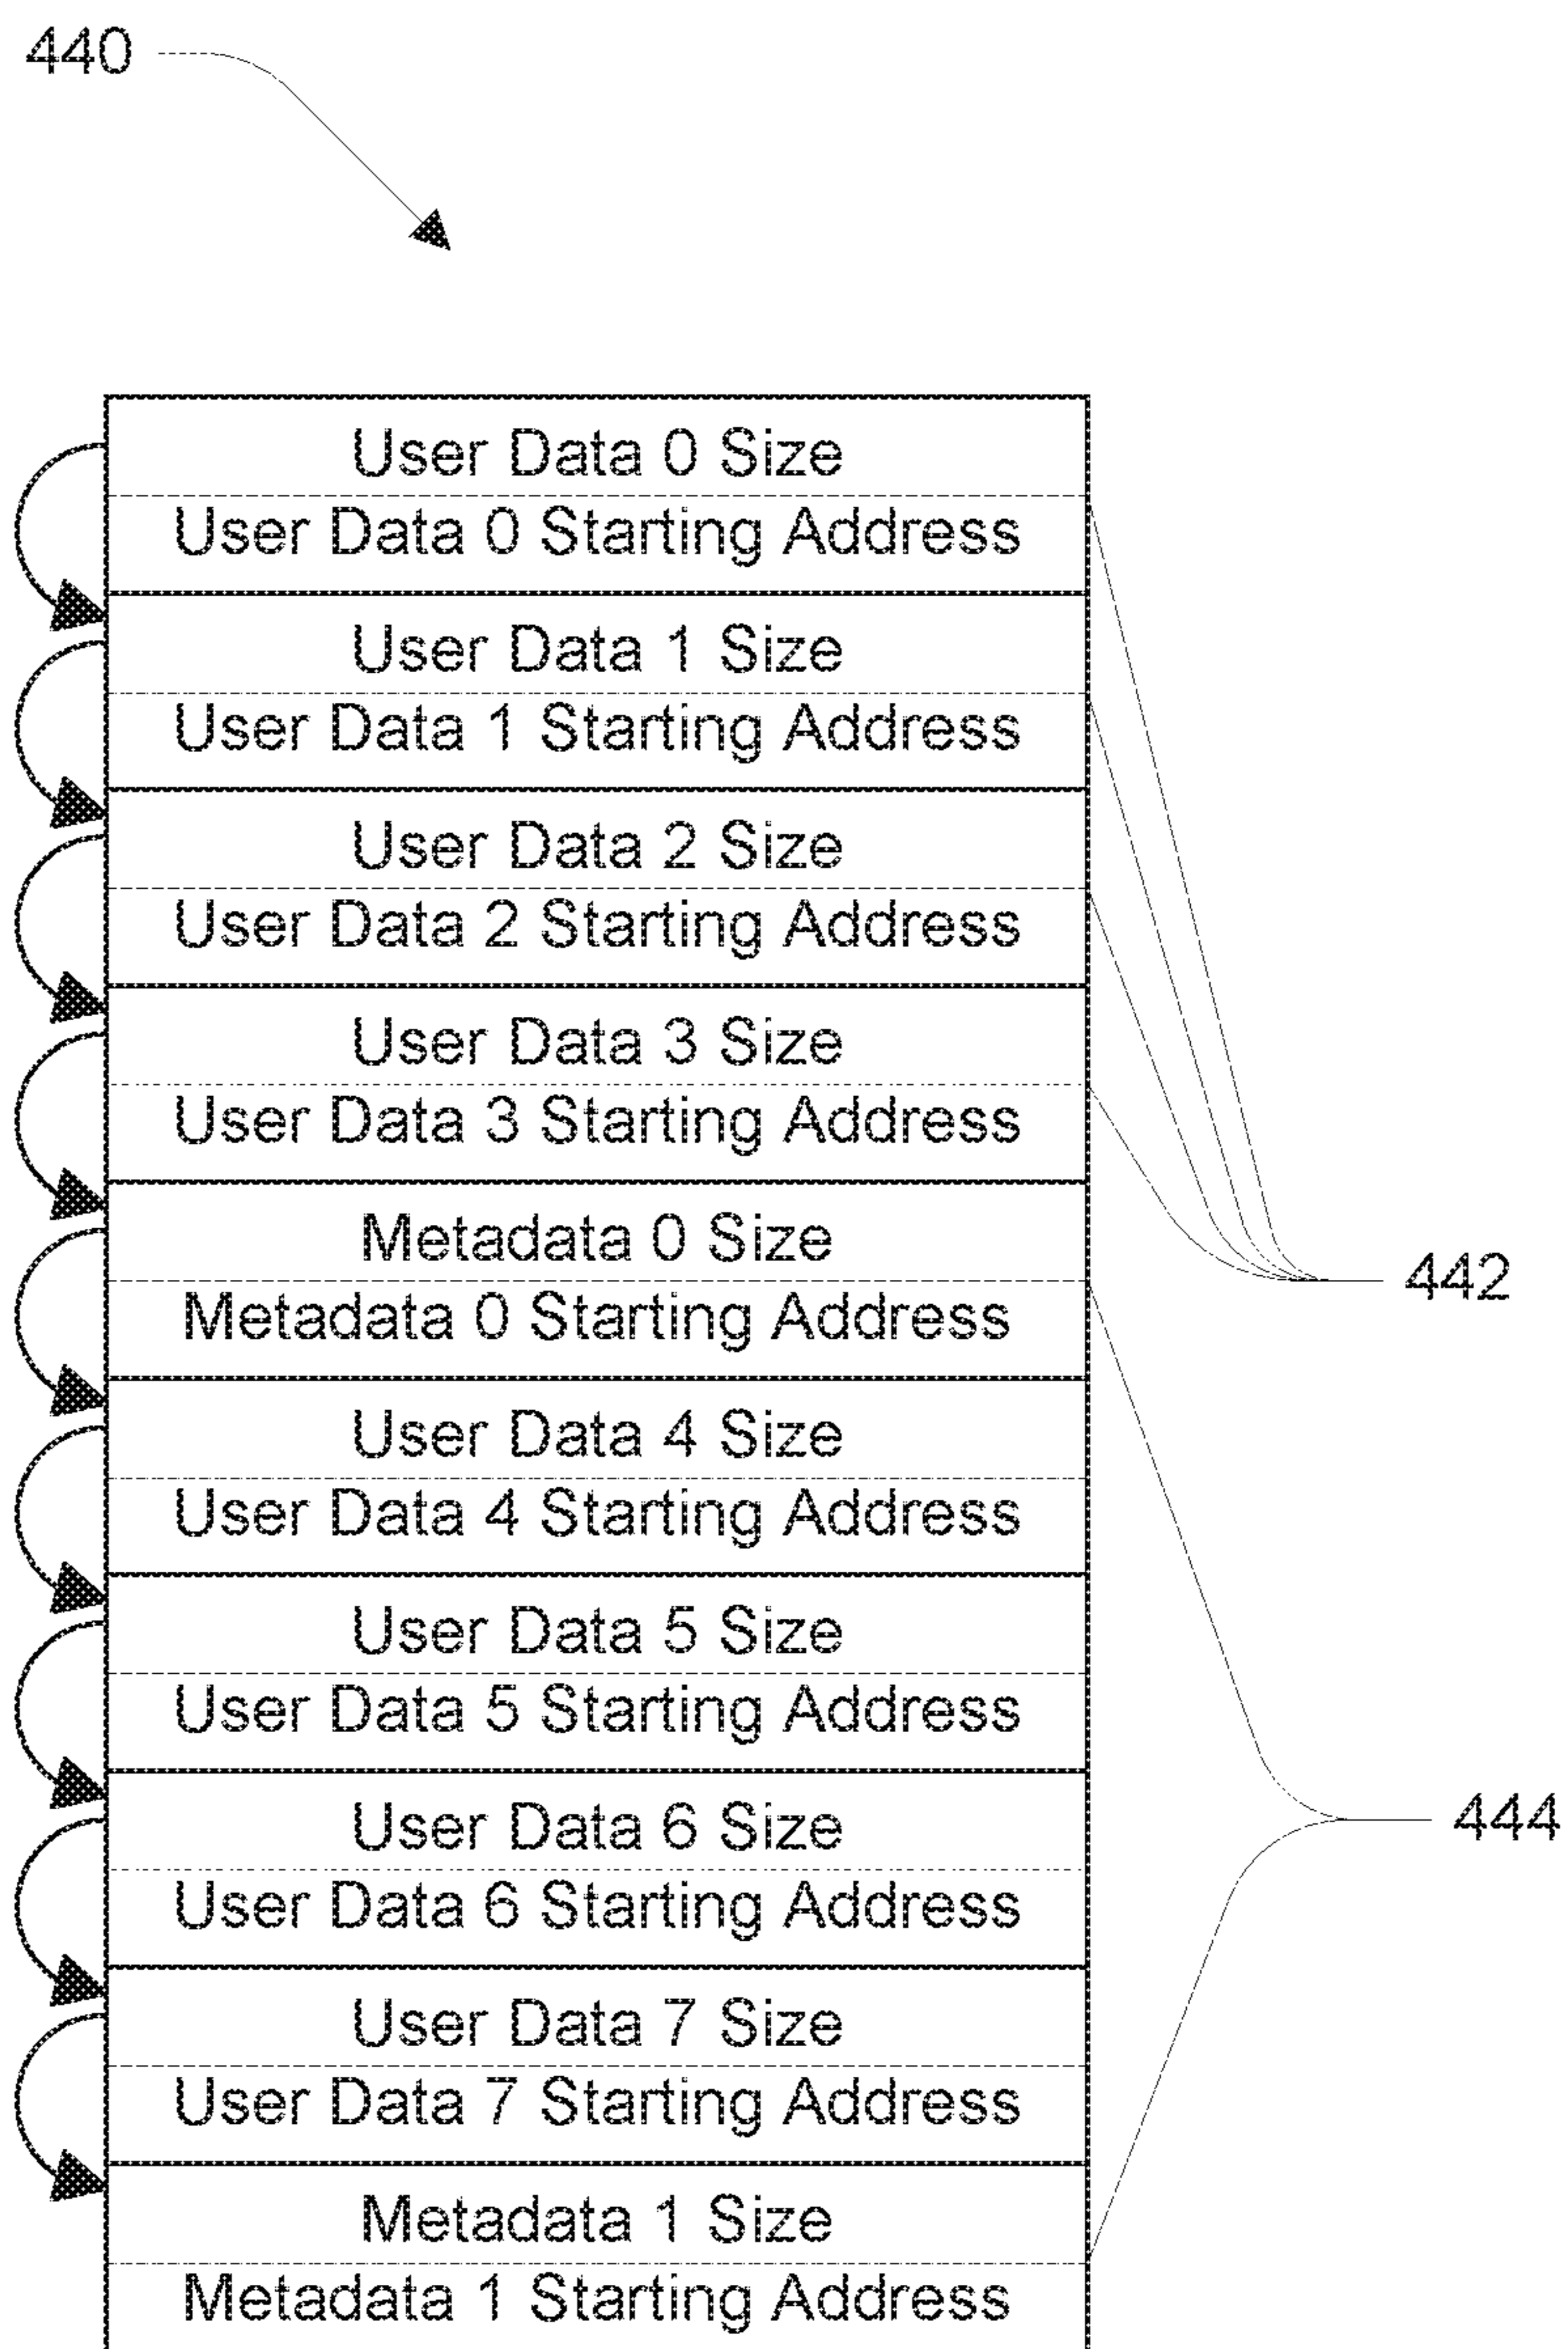 440
User Data 0 Size
User Data 0 Starting Address
User Data 1 Size
User Data 1 Starting Address
User Data 2 Size
User Data 2 Starting Address
User Data 3 Size
User Data 3 Starting Address
Metadata 0 Size
442
Metadata 0 Starting Address
User Data 4 Size
User Data 4 Starting Address
User Data 5 Size
User Data 5 Starting Address
User Data 6 Size
444
User Data 6 Starting Address
User Data 7 Size
User Data 7 Starting Address
Metadata 1 Size
Metadata 1 Starting Address